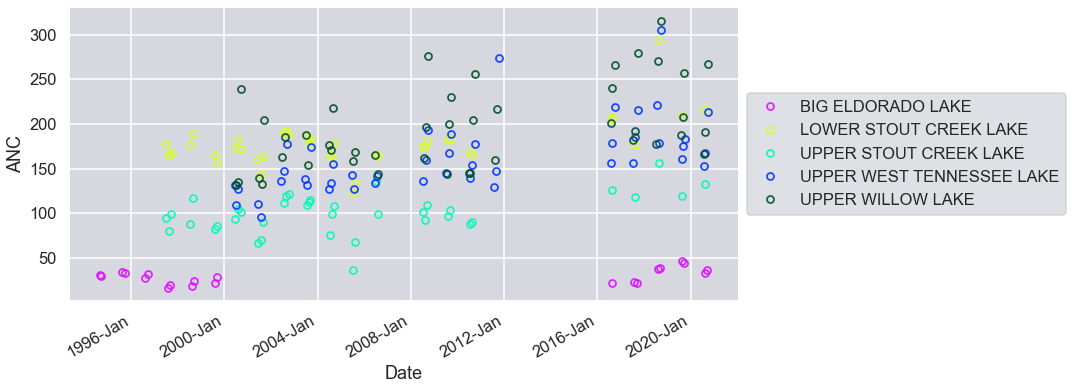 ANC
300
250
200
150
100
50
1996-Jan
2000-Jan
2004-Jan
2008-Jan
2012-Jan
2016-Jan
2020-Jan
Date
BIG ELDORADO LAKE
LOWER STOUT CREEK LAKE
UPPER STOUT CREEK LAKE
UPPER WEST TENNESSEE LAKE
UPPER WILLOW LAKE